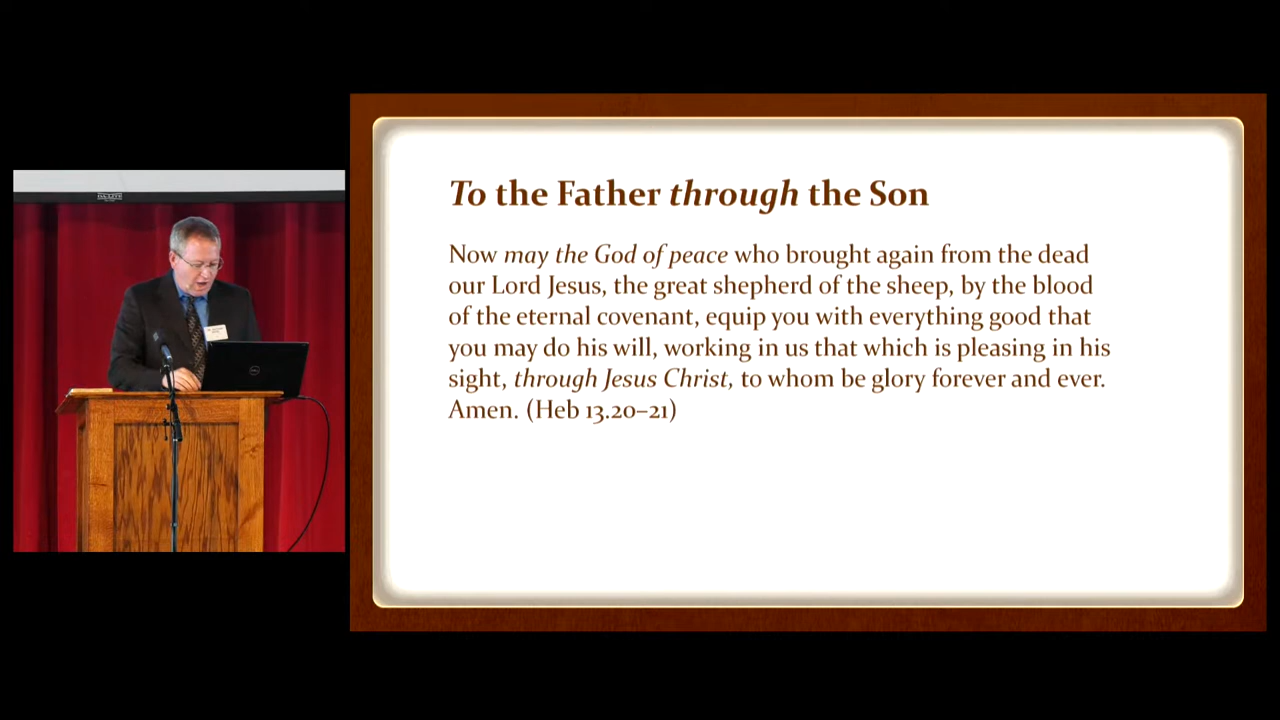 DA-LITE
To the Father through the Son
Now may the God of peace who brought again from the dead
our Lord Jesus, the great shepherd of the sheep, by the blood
of the eternal covenant, equip you with everything good that
you may do his will, working in us that which is pleasing in his
sight, through Jesus Christ, to whom be glory forever and ever.
Amen. (Heb 13.20–21)
DELL